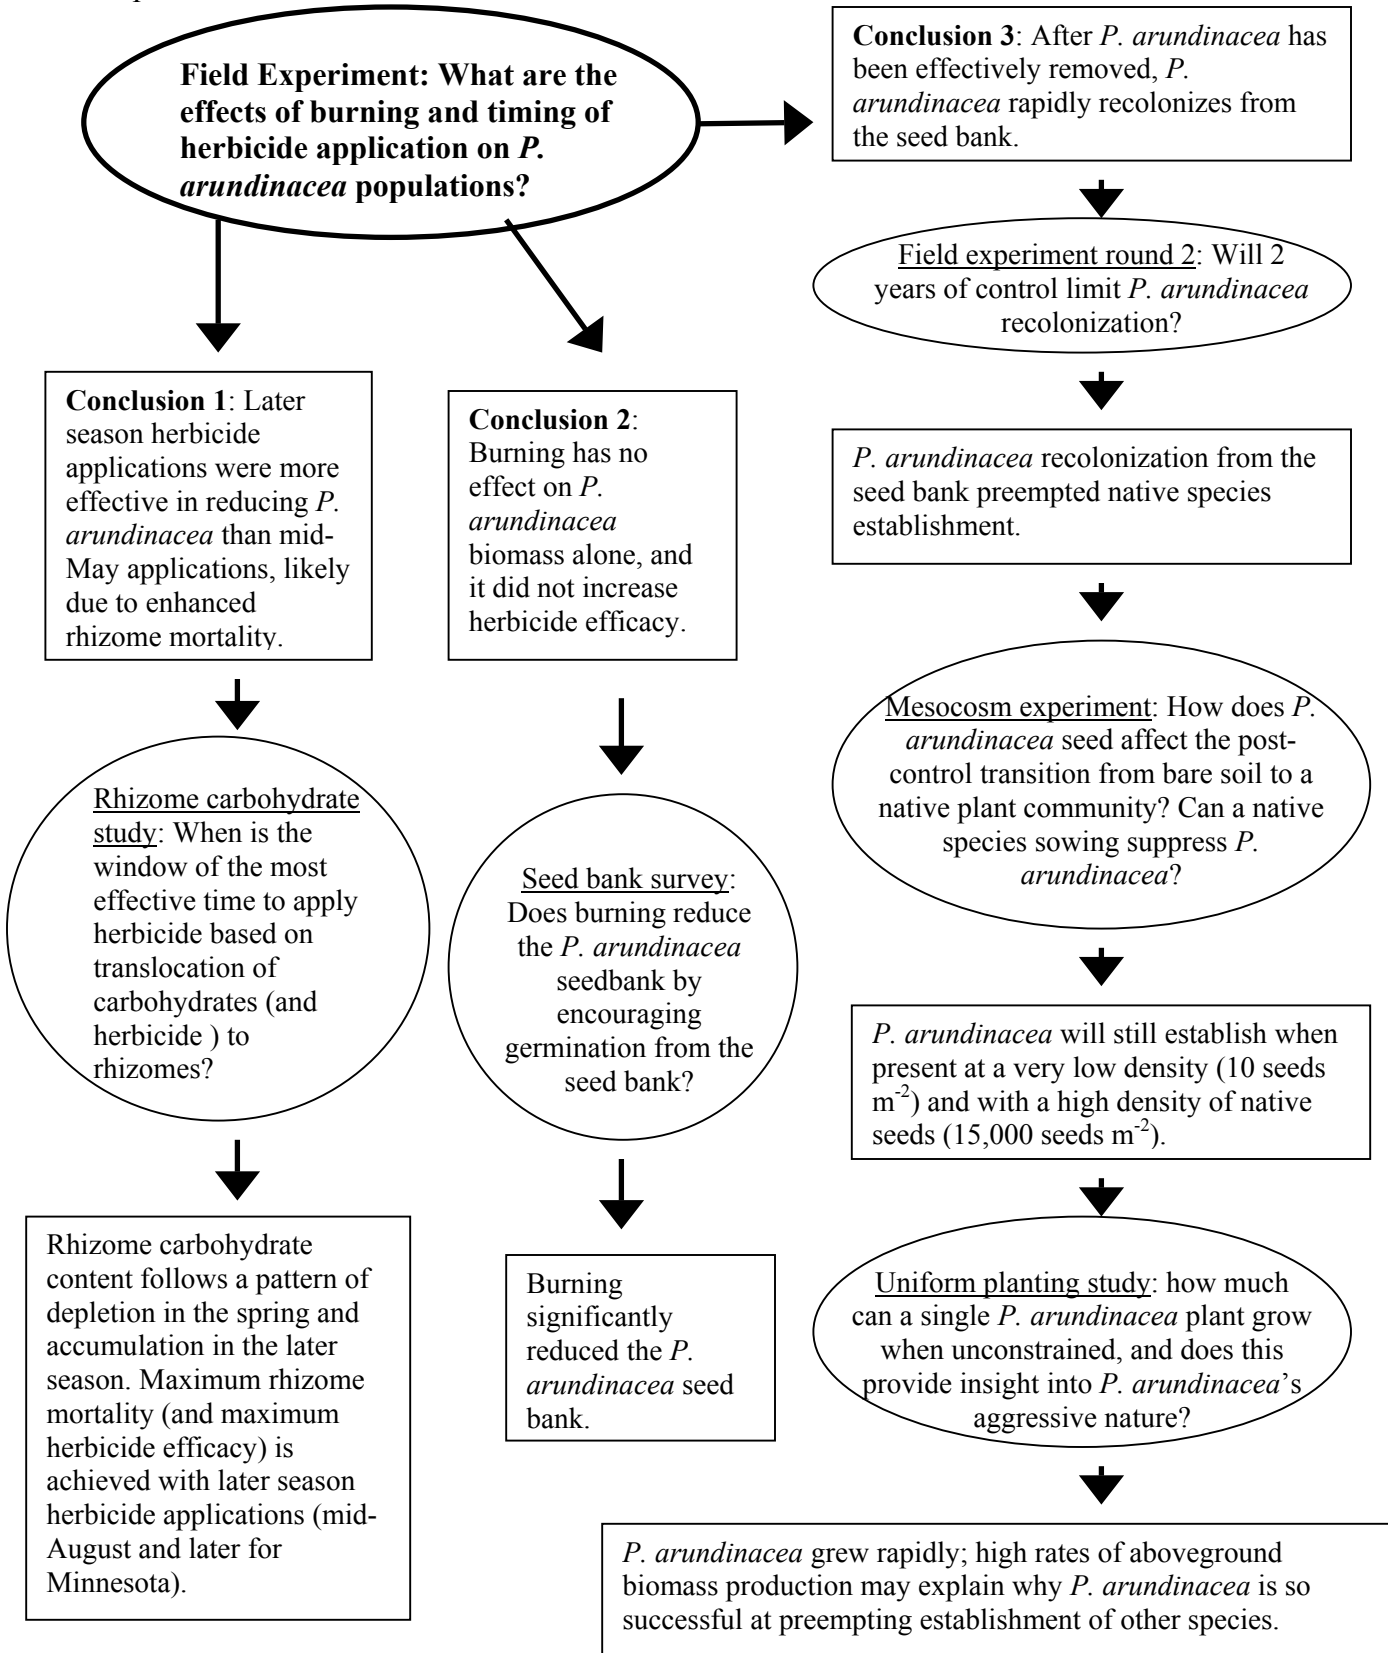 Field Experiment: What are the
effects of burning and timing of
herbicide application on P.
arundinacea populations?
Conclusion 1: Later
season herbicide
applications were more
effective in reducing P.
arundinacea than mid-
May applications, likely
due to enhanced
rhizome mortality.
Rhizome carbohydrate
study: When is the
window of the most
effective time to apply
herbicide based on
translocation of
carbohydrates (and
herbicide ) to
rhizomes?
Rhizome carbohydrate
content follows a pattern of
depletion in the spring and
accumulation in the later
season. Maximum rhizome
mortality (and maximum
herbicide efficacy) is
achieved with later season
herbicide applications (mid-
August and later for
Minnesota).
Conclusion 2:
Burning has no
effect on P.
arundinacea
biomass alone, and
it did not increase
herbicide efficacy.
Seed bank survey:
Does burning reduce
the P. arundinacea
seedbank by
encouraging
germination from the
seed bank?
Burning
significantly
reduced the P.
arundinacea seed
bank.
Conclusion 3: After P. arundinacea has
been effectively removed, P.
arundinacea rapidly recolonizes from
the seed bank.
Field experiment round 2: Will 2
years of control limit P. arundinacea
recolonization?
P. arundinacea recolonization from the
seed bank preempted native species
establishment.
Mesocosm experiment: How does P.
arundinacea seed affect the post-
control transition from bare soil to a
native plant community? Can a native
species sowing suppress P.
arundinacea?
P. arundinacea will still establish when
present at a very low density (10 seeds
m⁻²) and with a high density of native
seeds (15,000 seeds m⁻²).
Uniform planting study: how much
can a single P. arundinacea plant grow
when unconstrained, and does this
provide insight into P. arundinacea's
aggressive nature?
P. arundinacea grew rapidly; high rates of aboveground
biomass production may explain why P. arundinacea is so
successful at preempting establishment of other species.